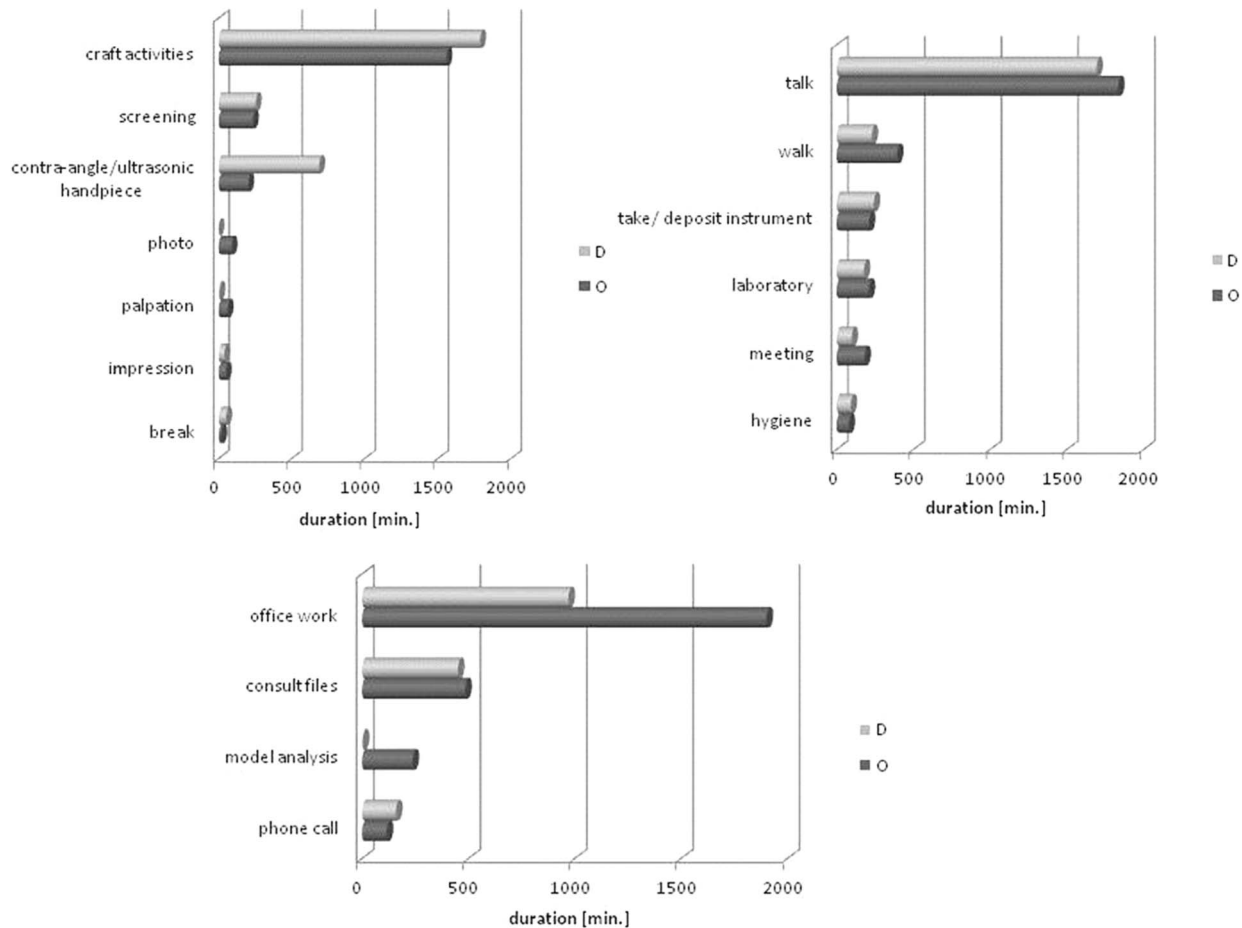 craft activities
screening
contra-angle/ultrasonic
handpiece
photo
palpation
impression
break
0 500 1000 1500 2000
duration [min.]
D
O
talk
walk
take/ deposit instrument
laboratory
meeting
hygiene
0 500 1000 1500 2000
duration [min.]
D
O
office work
consult files
model analysis
phone call
0 500 1000 1500 2000
duration [min.]
D
O